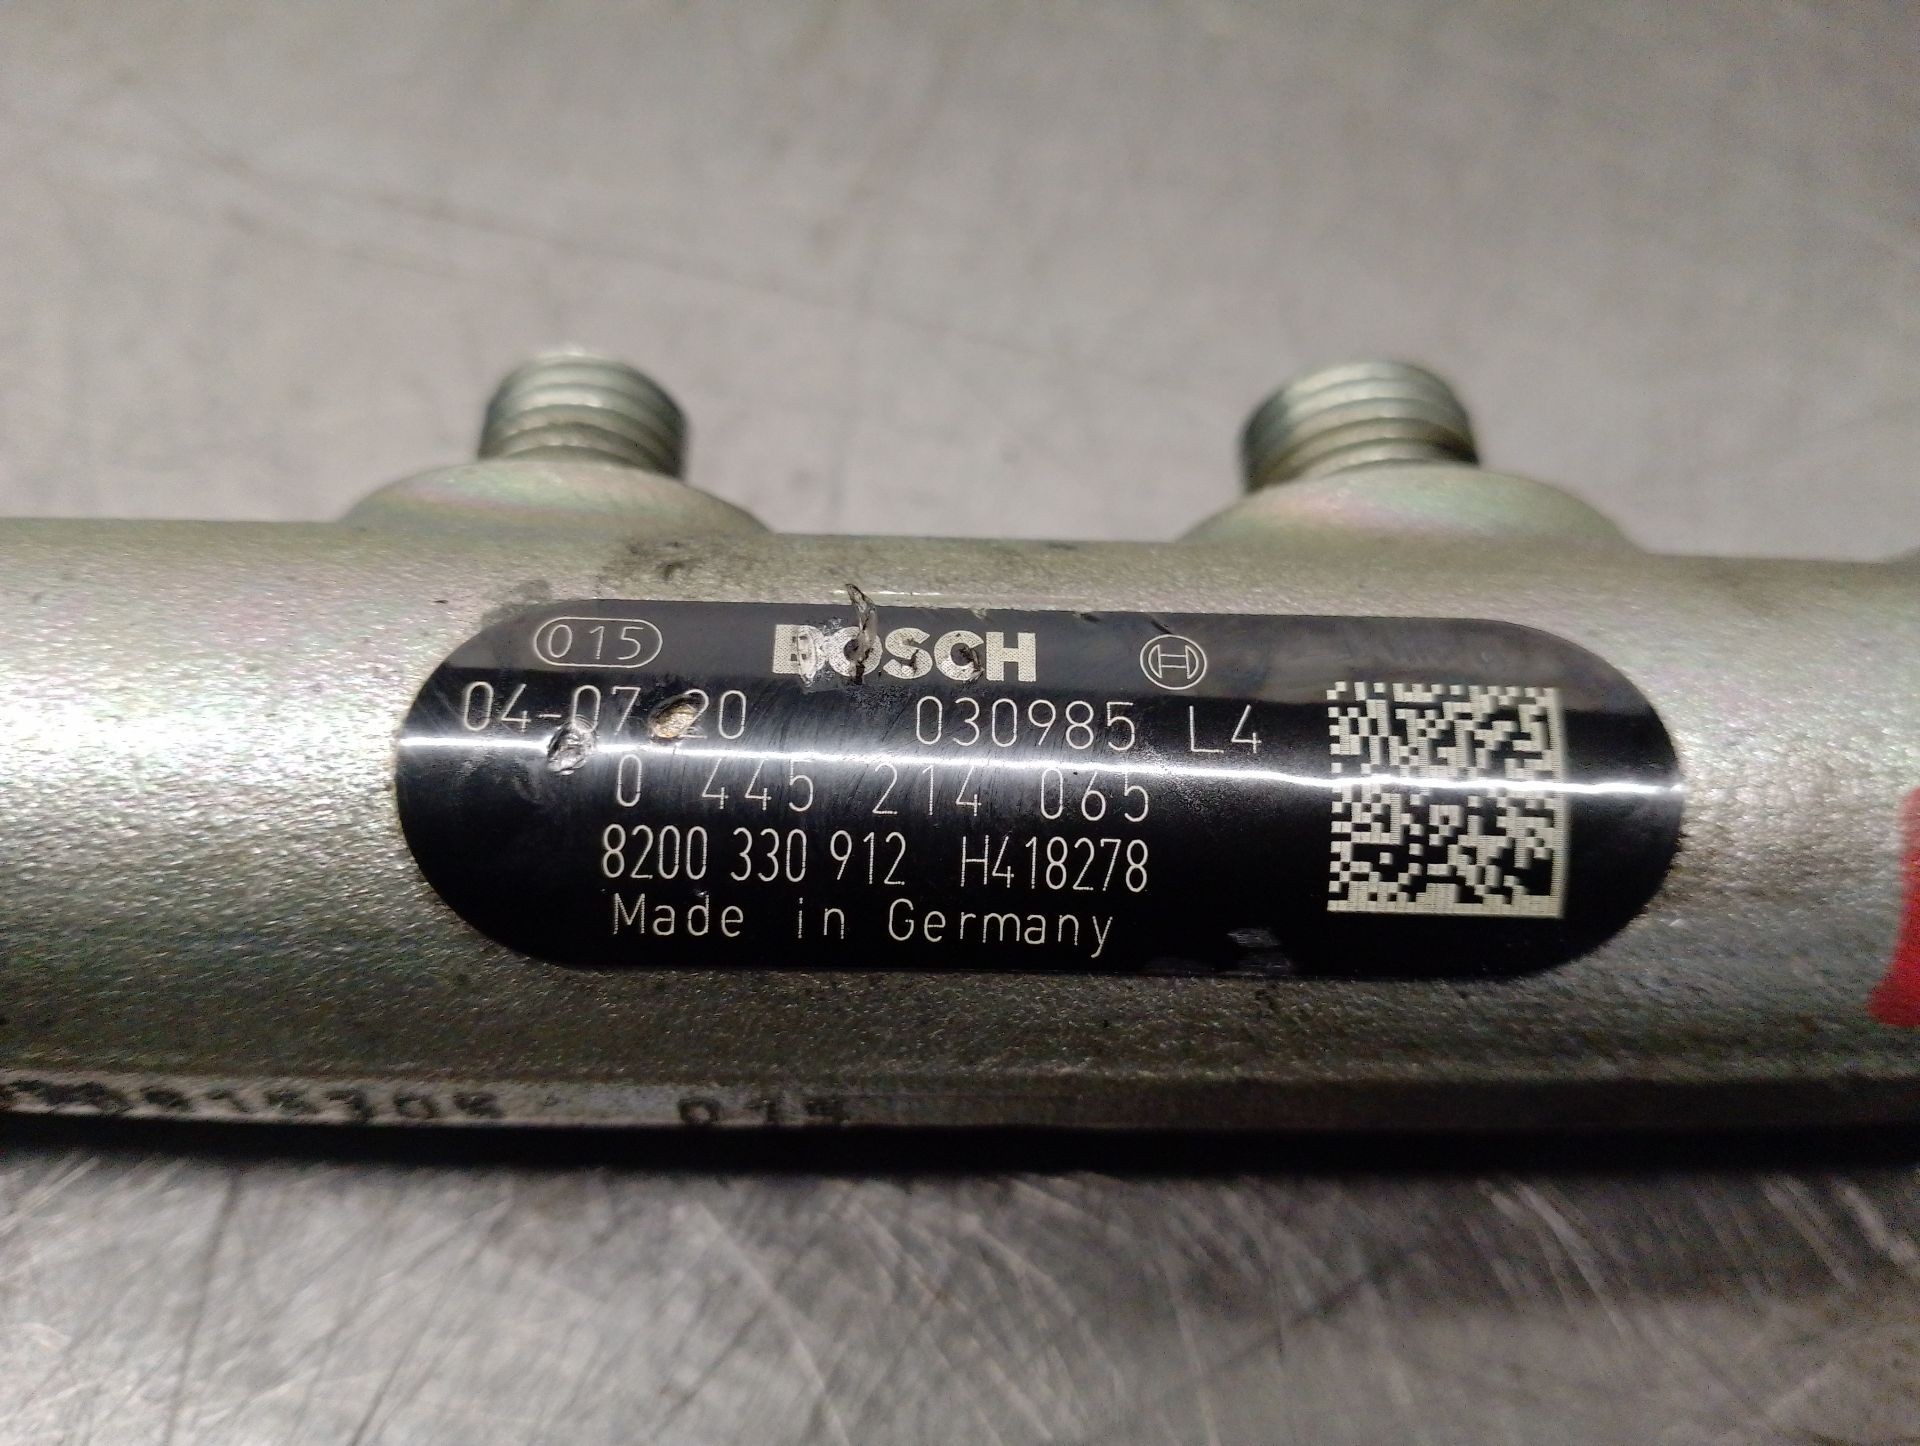 015 BOSCH
04-07-20 030985 L4
0 445 214 065
8200 330 912 H418278
Made in Germany